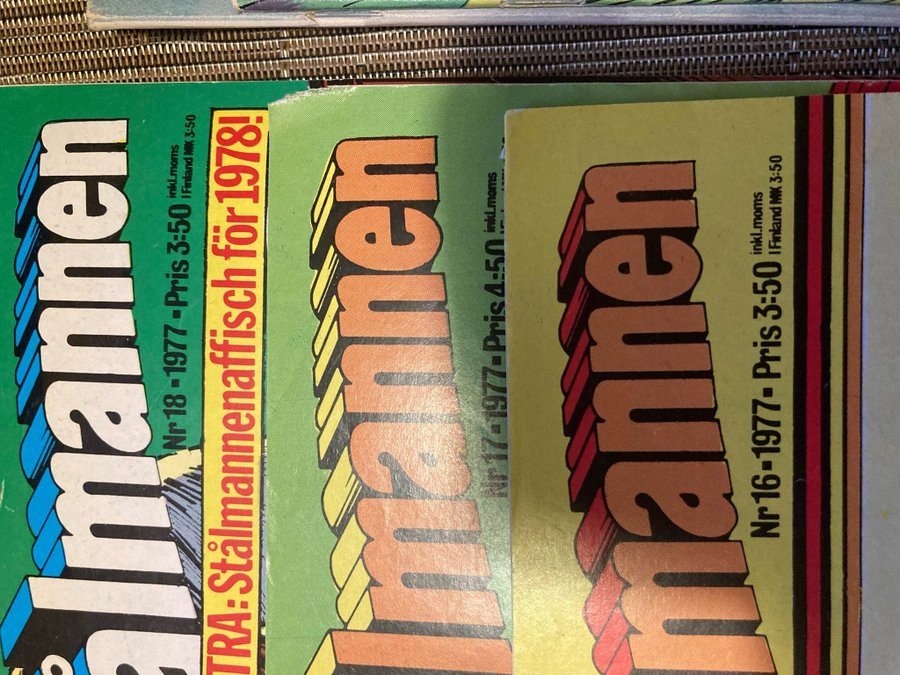 ålmannen
Nr 18 ▪ 1977 ▪ Pris 3:50 inkl.moms
I Finland MK 3:50
TRA: Stålmannenaffisch för 1978!
lmannen
Nr 17 ▪ 1977 ▪ Pris 4:50 inkl.moms
mannen
Nr 16 ▪ 1977 ▪ Pris 3:50 inkl.moms
I Finland MK 3:50